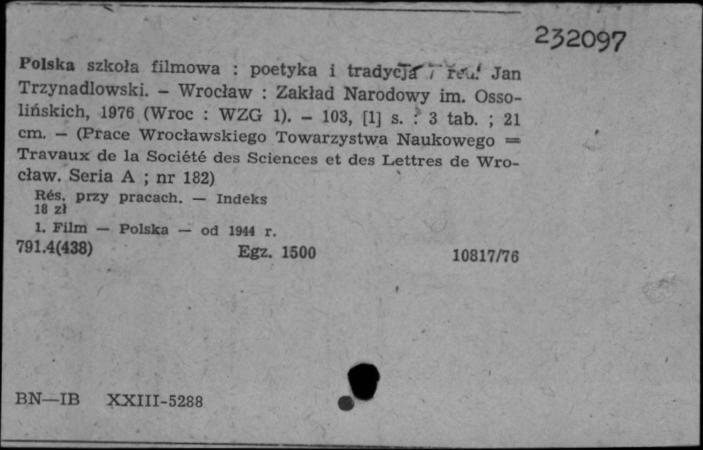 232097
Polska szkoła filmowa : poetyka i tradycja / red. Jan
Trzynadlowski. – Wrocław : Zakład Narodowy im. Osso-
lińskich, 1976 (Wroc : WZG 1). – 103, [1] s. : 3 tab. ; 21
cm. – (Prace Wrocławskiego Towarzystwa Naukowego =
Travaux de la Société des Sciences et des Lettres de Wro-
cław. Seria A ; nr 182)
Rés. przy pracach. — Indeks
18 zł
1. Film — Polska — od 1944 r.
791.4(438) Egz. 1500 10817/76
BN—IB XXIII-5288